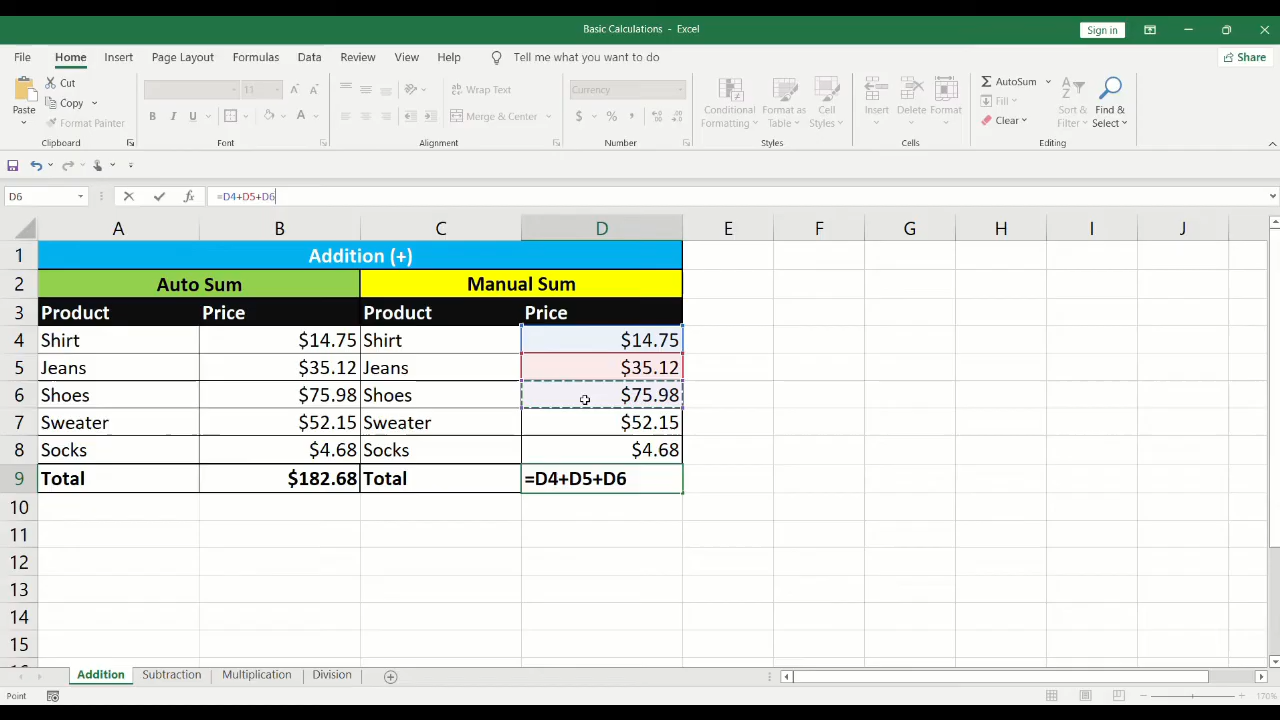 Basic Calculations - Excel
Sign in
File Home Insert Page Layout Formulas Data Review View Help Tell me what you want to do Share
Paste Cut Copy Format Painter Clipboard
Font
Wrap Text Merge & Center Alignment
Currency $ % , Number
Conditional Formatting Format as Table Cell Styles Styles
Insert Delete Format Cells
AutoSum Fill Clear Sort & Filter Find & Select Editing
D6 fx =D4+D5+D6
A B C D E F G H I J
1 Addition (+)
2 Auto Sum Manual Sum
3 Product Price Product Price
4 Shirt $14.75 Shirt $14.75
5 Jeans $35.12 Jeans $35.12
6 Shoes $75.98 Shoes $75.98
7 Sweater $52.15 Sweater $52.15
8 Socks $4.68 Socks $4.68
9 Total $182.68 Total =D4+D5+D6
10
11
12
13
14
15
Addition Subtraction Multiplication Division
Point 170%